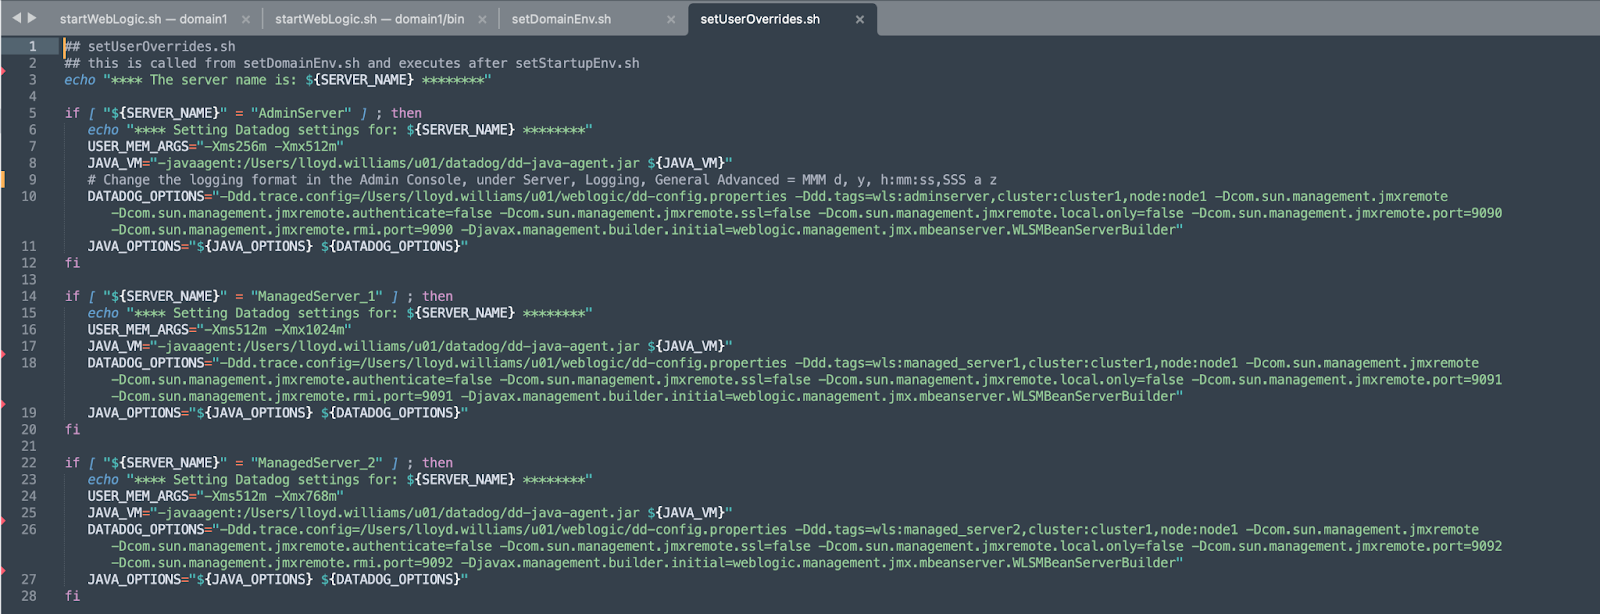 startWebLogic.sh — domain1 × startWebLogic.sh — domain1/bin × setDomainEnv.sh × setUserOverrides.sh ×
1 ## setUserOverrides.sh
2 ## this is called from setDomainEnv.sh and executes after setStartupEnv.sh
3 echo "**** The server name is: ${SERVER_NAME} ********"
4
5 if [ "${SERVER_NAME}" = "AdminServer" ] ; then
6 echo "**** Setting Datadog settings for: ${SERVER_NAME} ********"
7 USER_MEM_ARGS="-Xms256m -Xmx512m"
8 JAVA_VM="-javaagent:/Users/lloyd.williams/u01/datadog/dd-java-agent.jar ${JAVA_VM}"
9 # Change the logging format in the Admin Console, under Server, Logging, General Advanced = MMM d, y, h:mm:ss,SSS a z
10 DATADOG_OPTIONS="-Ddd.trace.config=/Users/lloyd.williams/u01/weblogic/dd-config.properties -Ddd.tags=wls:adminserver,cluster:cluster1,node:node1 -Dcom.sun.management.jmxremote
-Dcom.sun.management.jmxremote.authenticate=false -Dcom.sun.management.jmxremote.ssl=false -Dcom.sun.management.jmxremote.local.only=false -Dcom.sun.management.jmxremote.port=9090
-Dcom.sun.management.jmxremote.rmi.port=9090 -Djavax.management.builder.initial=weblogic.management.jmx.mbeanserver.WLSMBeanServerBuilder"
11 JAVA_OPTIONS="${JAVA_OPTIONS} ${DATADOG_OPTIONS}"
12 fi
13
14 if [ "${SERVER_NAME}" = "ManagedServer_1" ] ; then
15 echo "**** Setting Datadog settings for: ${SERVER_NAME} ********"
16 USER_MEM_ARGS="-Xms512m -Xmx1024m"
17 JAVA_VM="-javaagent:/Users/lloyd.williams/u01/datadog/dd-java-agent.jar ${JAVA_VM}"
18 DATADOG_OPTIONS="-Ddd.trace.config=/Users/lloyd.williams/u01/weblogic/dd-config.properties -Ddd.tags=wls:managed_server1,cluster:cluster1,node:node1 -Dcom.sun.management.jmxremote
-Dcom.sun.management.jmxremote.authenticate=false -Dcom.sun.management.jmxremote.ssl=false -Dcom.sun.management.jmxremote.local.only=false -Dcom.sun.management.jmxremote.port=9091
-Dcom.sun.management.jmxremote.rmi.port=9091 -Djavax.management.builder.initial=weblogic.management.jmx.mbeanserver.WLSMBeanServerBuilder"
19 JAVA_OPTIONS="${JAVA_OPTIONS} ${DATADOG_OPTIONS}"
20 fi
21
22 if [ "${SERVER_NAME}" = "ManagedServer_2" ] ; then
23 echo "**** Setting Datadog settings for: ${SERVER_NAME} ********"
24 USER_MEM_ARGS="-Xms512m -Xmx768m"
25 JAVA_VM="-javaagent:/Users/lloyd.williams/u01/datadog/dd-java-agent.jar ${JAVA_VM}"
26 DATADOG_OPTIONS="-Ddd.trace.config=/Users/lloyd.williams/u01/weblogic/dd-config.properties -Ddd.tags=wls:managed_server2,cluster:cluster1,node:node1 -Dcom.sun.management.jmxremote
-Dcom.sun.management.jmxremote.authenticate=false -Dcom.sun.management.jmxremote.ssl=false -Dcom.sun.management.jmxremote.local.only=false -Dcom.sun.management.jmxremote.port=9092
-Dcom.sun.management.jmxremote.rmi.port=9092 -Djavax.management.builder.initial=weblogic.management.jmx.mbeanserver.WLSMBeanServerBuilder"
27 JAVA_OPTIONS="${JAVA_OPTIONS} ${DATADOG_OPTIONS}"
28 fi